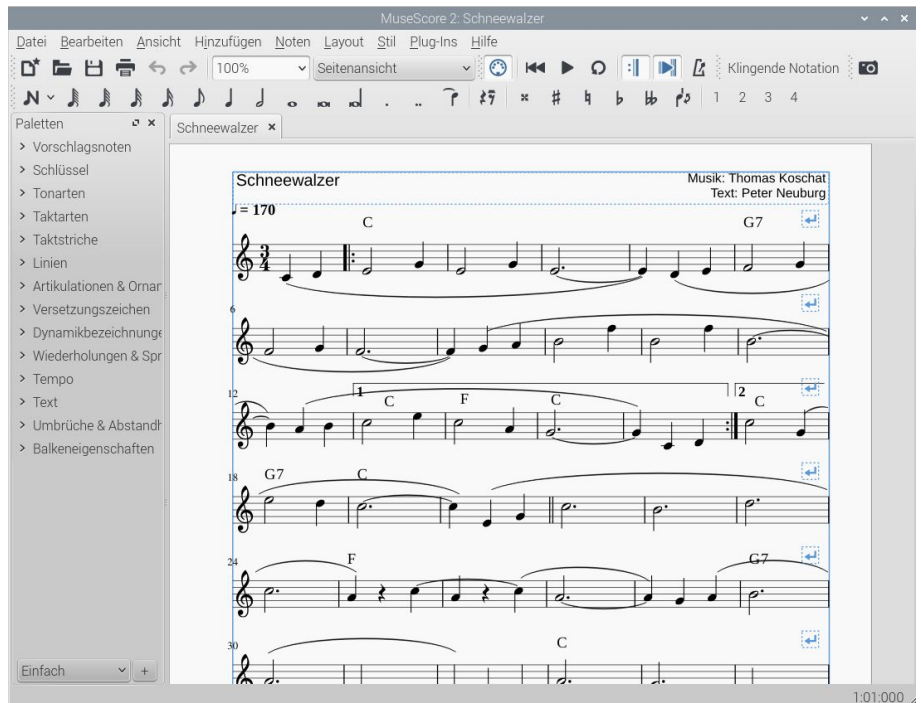 MuseScore 2: Schneewalzer
Datei Bearbeiten Ansicht Hinzufügen Noten Layout Stil Plug-Ins Hilfe
100% Seitenansicht Klingende Notation
N 1 2 3 4
Paletten
Schneewalzer
Vorschlagsnoten
Schlüssel
Tonarten
Taktarten
Taktstriche
Linien
Artikulationen & Ornar
Versetzungszeichen
Dynamikbezeichnunge
Wiederholungen & Spr
Tempo
Text
Umbrüche & Abstandh
Balkeneigenschaften
Einfach +
Schneewalzer
Musik: Thomas Koschat
Text: Peter Neuburg
= 170
C G7
3
4
6
12 1 2
C F C C
18 G7 C
24 F G7
30 C
1:01:000